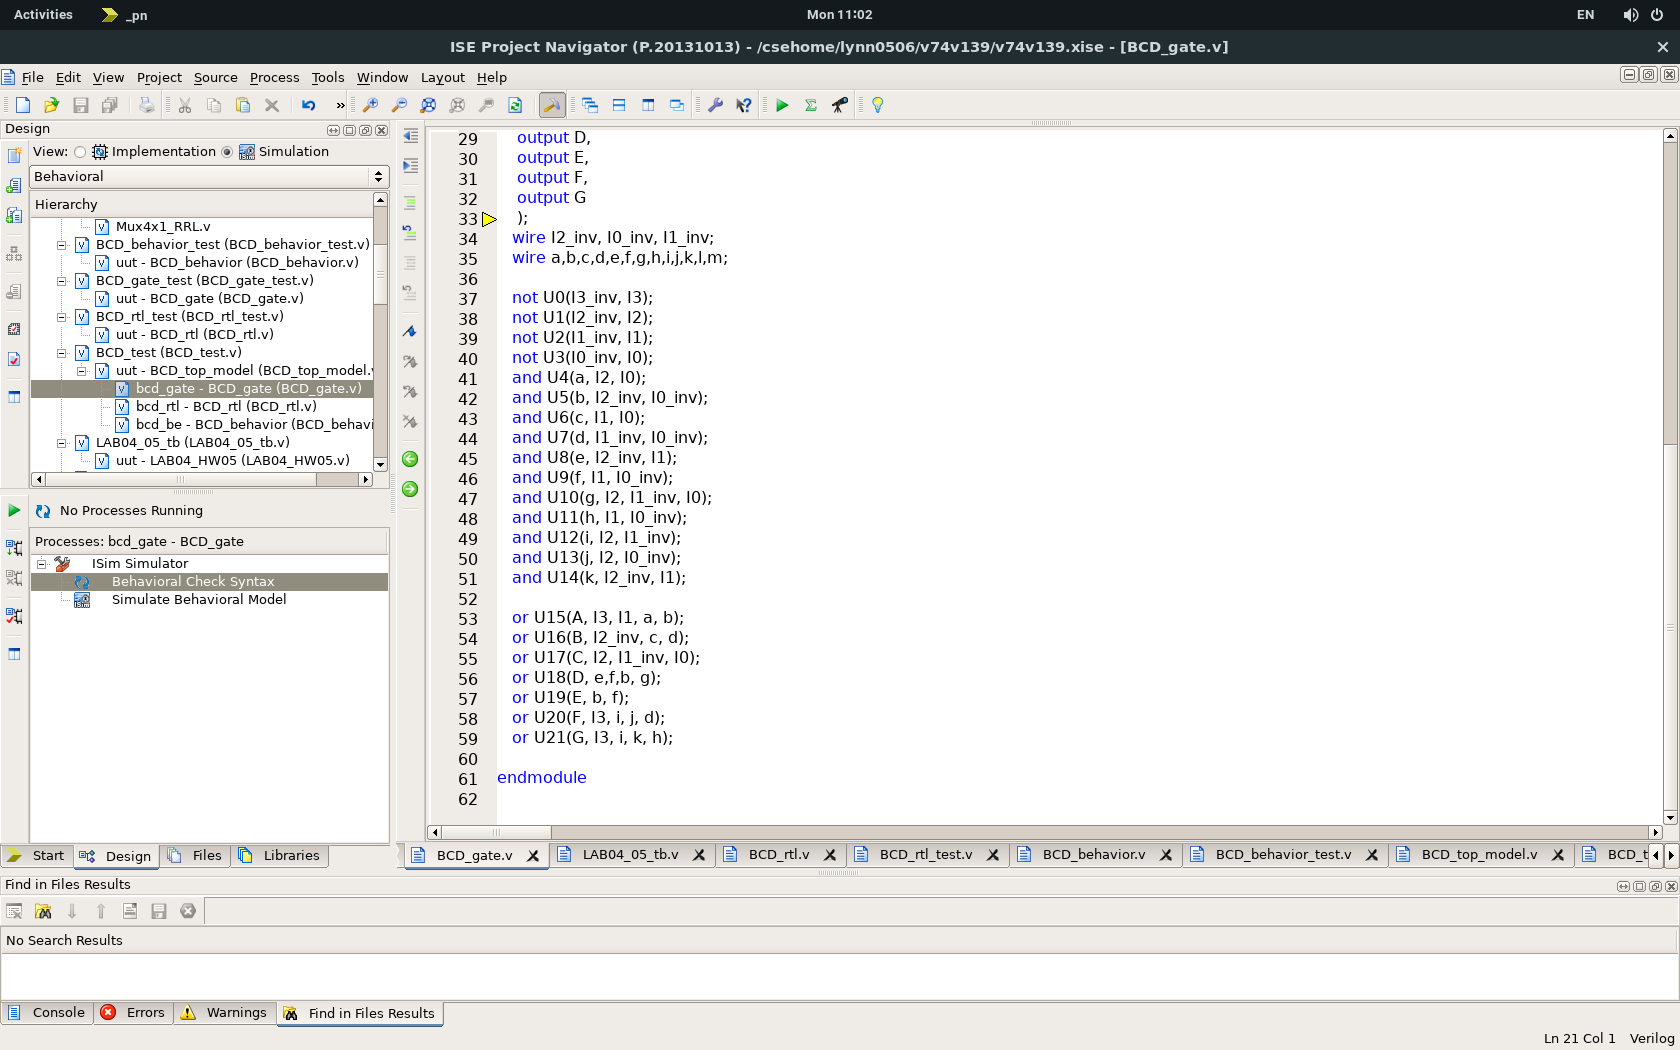 Activities _pn Mon 11:02 EN
ISE Project Navigator (P.20131013) - /csehome/lynn0506/v74v139/v74v139.xise - [BCD_gate.v]
File Edit View Project Source Process Tools Window Layout Help
Design
View: Implementation Simulation
Behavioral
Hierarchy
Mux4x1_RRL.v
BCD_behavior_test (BCD_behavior_test.v)
uut - BCD_behavior (BCD_behavior.v)
BCD_gate_test (BCD_gate_test.v)
uut - BCD_gate (BCD_gate.v)
BCD_rtl_test (BCD_rtl_test.v)
uut - BCD_rtl (BCD_rtl.v)
BCD_test (BCD_test.v)
uut - BCD_top_model (BCD_top_model.v
bcd_gate - BCD_gate (BCD_gate.v)
bcd_rtl - BCD_rtl (BCD_rtl.v)
bcd_be - BCD_behavior (BCD_behavi
LAB04_05_tb (LAB04_05_tb.v)
uut - LAB04_HW05 (LAB04_HW05.v)
No Processes Running
Processes: bcd_gate - BCD_gate
ISim Simulator
Behavioral Check Syntax
Simulate Behavioral Model
Start Design Files Libraries
29 output D,
30 output E,
31 output F,
32 output G
33 );
34 wire I2_inv, I0_inv, I1_inv;
35 wire a,b,c,d,e,f,g,h,i,j,k,l,m;
36
37 not U0(I3_inv, I3);
38 not U1(I2_inv, I2);
39 not U2(I1_inv, I1);
40 not U3(I0_inv, I0);
41 and U4(a, I2, I0);
42 and U5(b, I2_inv, I0_inv);
43 and U6(c, I1, I0);
44 and U7(d, I1_inv, I0_inv);
45 and U8(e, I2_inv, I1);
46 and U9(f, I1, I0_inv);
47 and U10(g, I2, I1_inv, I0);
48 and U11(h, I1, I0_inv);
49 and U12(i, I2, I1_inv);
50 and U13(j, I2, I0_inv);
51 and U14(k, I2_inv, I1);
52
53 or U15(A, I3, I1, a, b);
54 or U16(B, I2_inv, c, d);
55 or U17(C, I2, I1_inv, I0);
56 or U18(D, e,f,b, g);
57 or U19(E, b, f);
58 or U20(F, I3, i, j, d);
59 or U21(G, I3, i, k, h);
60
61 endmodule
62
BCD_gate.v LAB04_05_tb.v BCD_rtl.v BCD_rtl_test.v BCD_behavior.v BCD_behavior_test.v BCD_top_model.v BCD_t
Find in Files Results
No Search Results
Console Errors Warnings Find in Files Results
Ln 21 Col 1 Verilog